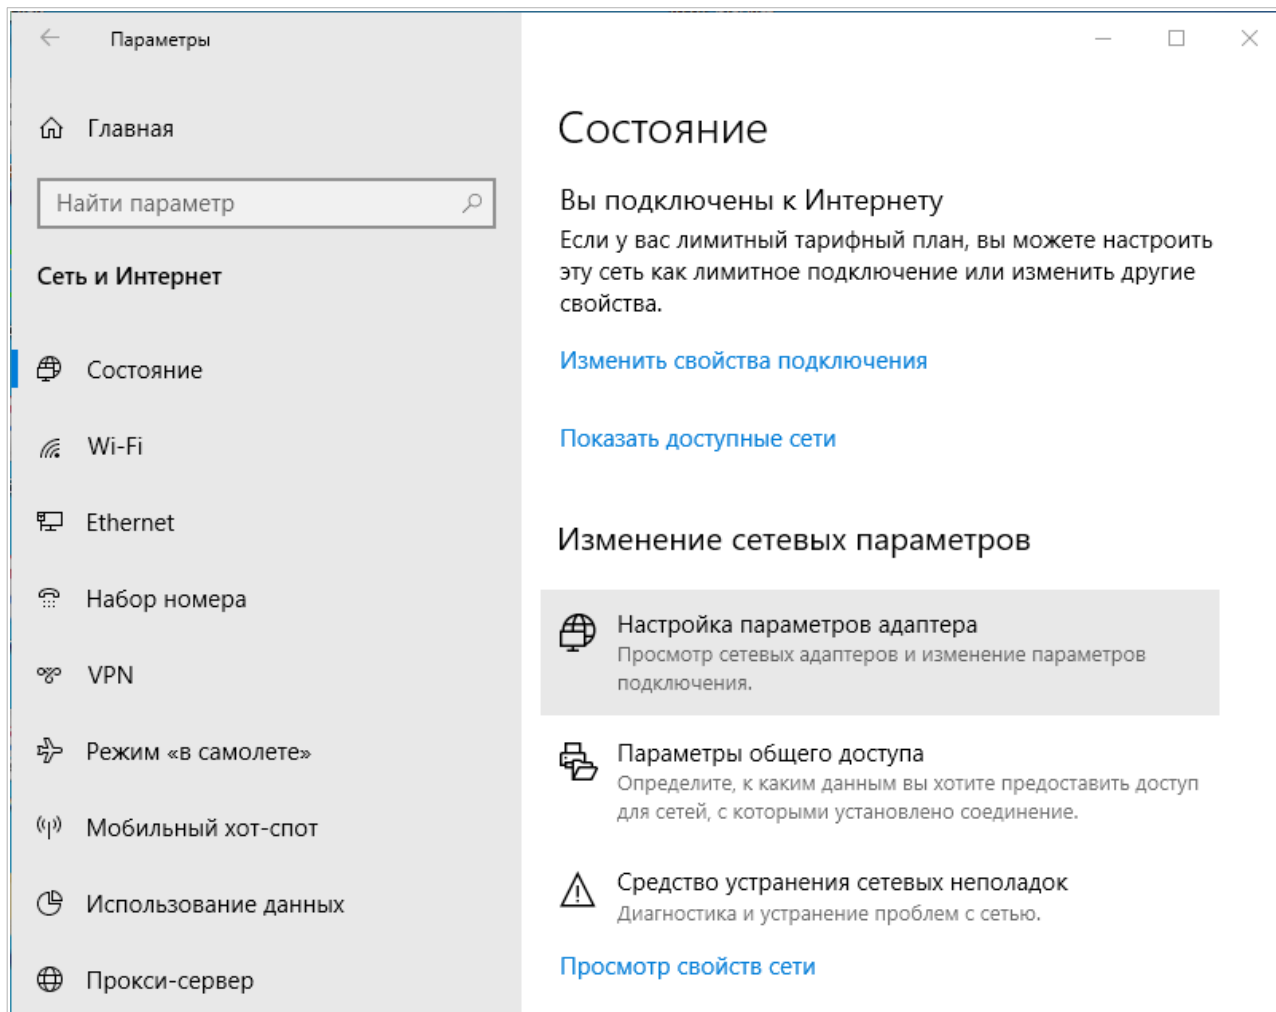 Параметры
Главная
Найти параметр
Сеть и Интернет
Состояние
Wi-Fi
Ethernet
Набор номера
VPN
Режим «в самолете»
Мобильный хот-спот
Использование данных
Прокси-сервер
Состояние
Вы подключены к Интернету
Если у вас лимитный тарифный план, вы можете настроить
эту сеть как лимитное подключение или изменить другие
свойства.
Изменить свойства подключения
Показать доступные сети
Изменение сетевых параметров
Настройка параметров адаптера
Просмотр сетевых адаптеров и изменение параметров
подключения.
Параметры общего доступа
Определите, к каким данным вы хотите предоставить доступ
для сетей, с которыми установлено соединение.
Средство устранения сетевых неполадок
Диагностика и устранение проблем с сетью.
Просмотр свойств сети